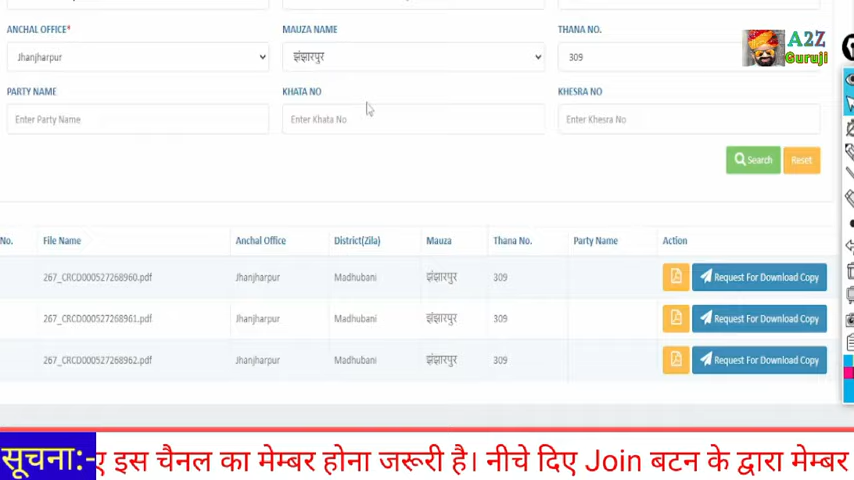 ANCHAL OFFICE* MAUZA NAME THANA NO.
Jhanjharpur झंझारपुर 309
A2Z
Guruji
PARTY NAME KHATA NO KHESRA NO
Enter Party Name Enter Khata No Enter Khesra No
Search Reset
No. File Name Anchal Office District(Zila) Mauza Thana No. Party Name Action
267_CRCD000527268960.pdf Jhanjharpur Madhubani झंझारपुर 309 Request For Download Copy
267_CRCD000527268961.pdf Jhanjharpur Madhubani झंझारपुर 309 Request For Download Copy
267_CRCD000527268962.pdf Jhanjharpur Madhubani झंझारपुर 309 Request For Download Copy
सूचना:- ए इस चैनल का मेम्बर होना जरूरी है। नीचे दिए Join बटन के द्वारा मेम्बर